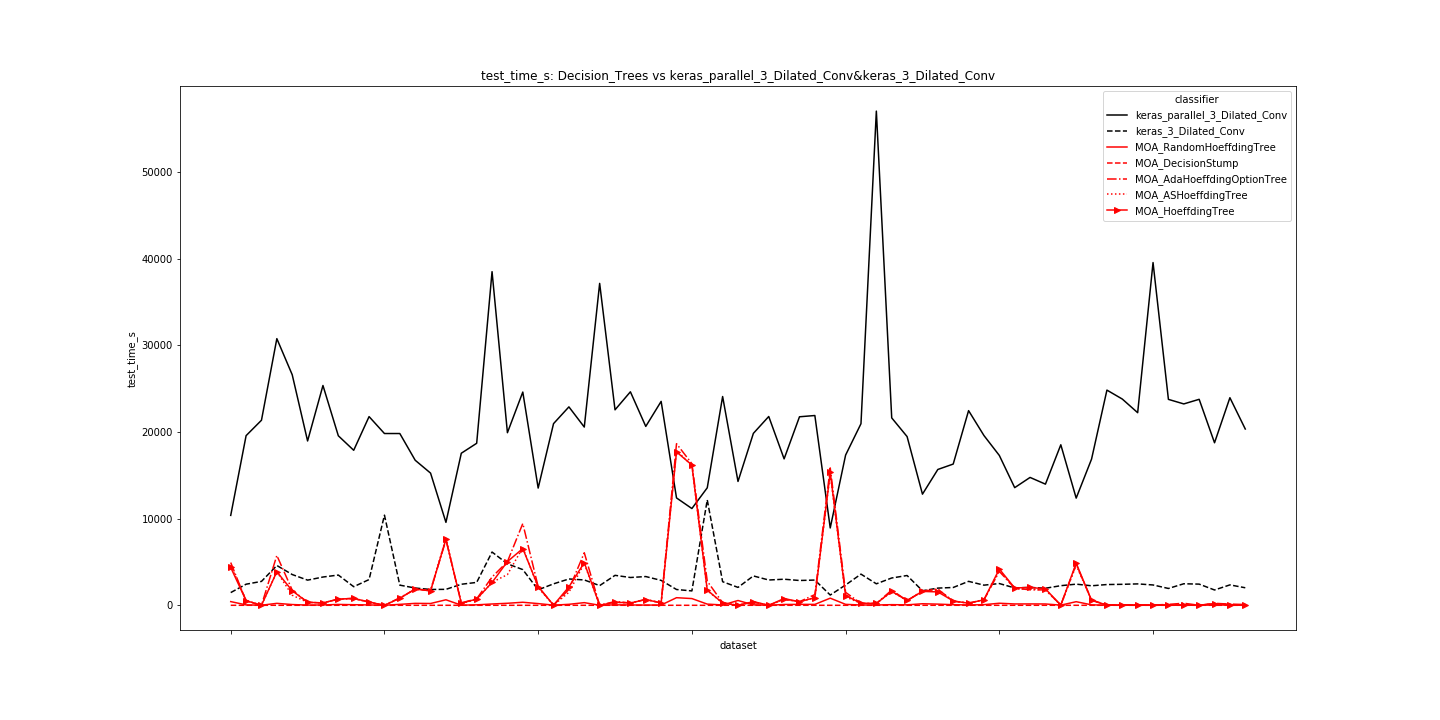 test_time_s: Decision_Trees vs keras_parallel_3_Dilated_Conv&keras_3_Dilated_Conv
classifier
keras_parallel_3_Dilated_Conv
keras_3_Dilated_Conv
MOA_RandomHoeffdingTree
MOA_DecisionStump
MOA_AdaHoeffdingOptionTree
MOA_ASHoeffdingTree
MOA_HoeffdingTree
50000
40000
30000
20000
10000
0
test_time_s
dataset